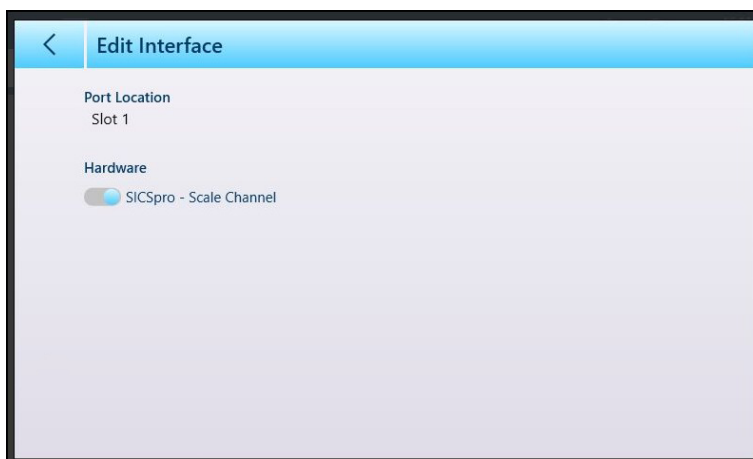 Edit Interface
Port Location
Slot 1
Hardware
SICSpro - Scale Channel